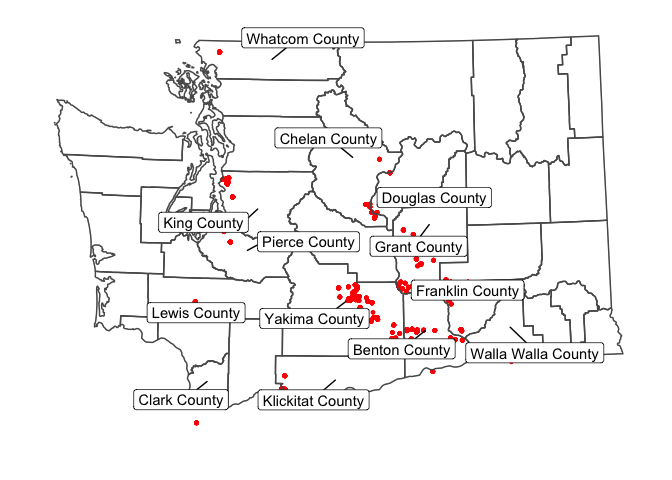 Whatcom County
Chelan County
Douglas County
King County
Pierce County
Grant County
Franklin County
Lewis County
Yakima County
Benton County
Walla Walla County
Clark County
Klickitat County